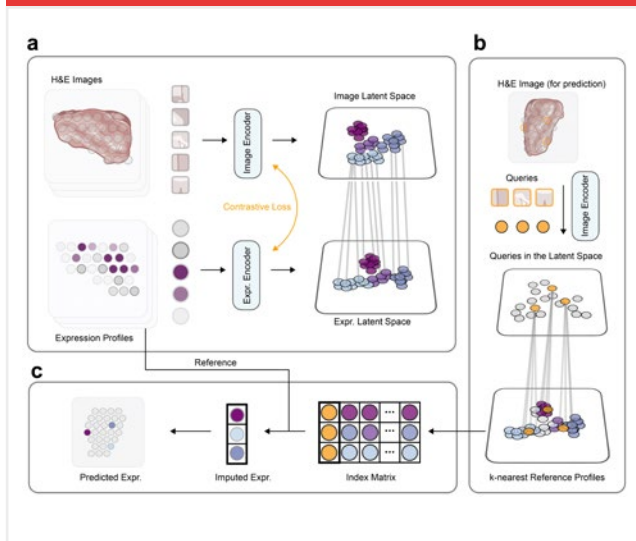 a
H&E Images
Image Encoder
Image Latent Space
Contrastive Loss
Expr. Encoder
Expression Profiles
Expr. Latent Space
b
H&E Image (for prediction)
Queries
Image Encoder
Queries in the Latent Space
k-nearest Reference Profiles
Reference
c
Predicted Expr.
Imputed Expr.
Index Matrix